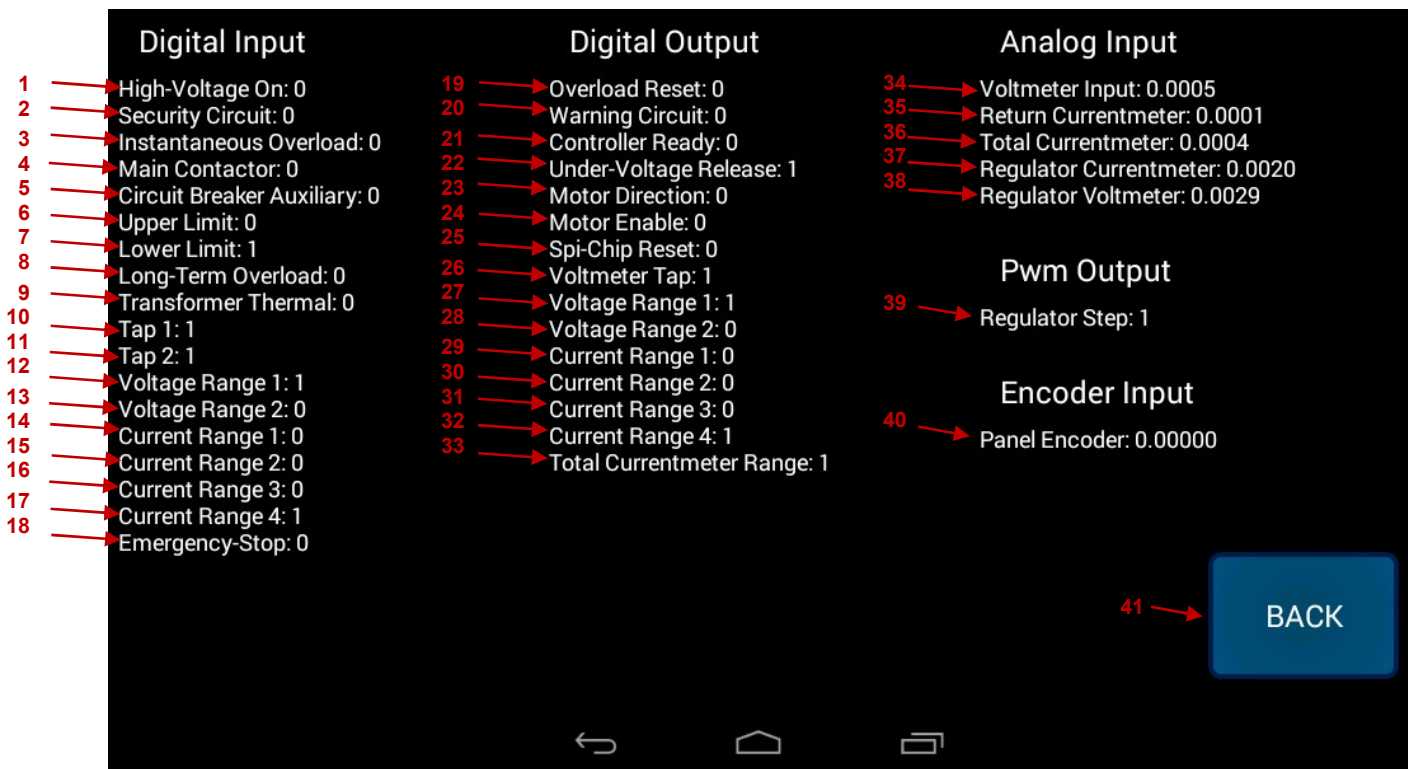 Digital Input
1 High-Voltage On: 0
2 Security Circuit: 0
3 Instantaneous Overload: 0
4 Main Contactor: 0
5 Circuit Breaker Auxiliary: 0
6 Upper Limit: 0
7 Lower Limit: 1
8 Long-Term Overload: 0
9 Transformer Thermal: 0
10 Tap 1: 1
11 Tap 2: 1
12 Voltage Range 1: 1
13 Voltage Range 2: 0
14 Current Range 1: 0
15 Current Range 2: 0
16 Current Range 3: 0
17 Current Range 4: 1
18 Emergency-Stop: 0
Digital Output
19 Overload Reset: 0
20 Warning Circuit: 0
21 Controller Ready: 0
22 Under-Voltage Release: 1
23 Motor Direction: 0
24 Motor Enable: 0
25 Spi-Chip Reset: 0
26 Voltmeter Tap: 1
27 Voltage Range 1: 1
28 Voltage Range 2: 0
29 Current Range 1: 0
30 Current Range 2: 0
31 Current Range 3: 0
32 Current Range 4: 1
33 Total Currentmeter Range: 1
Analog Input
34 Voltmeter Input: 0.0005
35 Return Currentmeter: 0.0001
36 Total Currentmeter: 0.0004
37 Regulator Currentmeter: 0.0020
38 Regulator Voltmeter: 0.0029
Pwm Output
39 Regulator Step: 1
Encoder Input
40 Panel Encoder: 0.00000
41 BACK